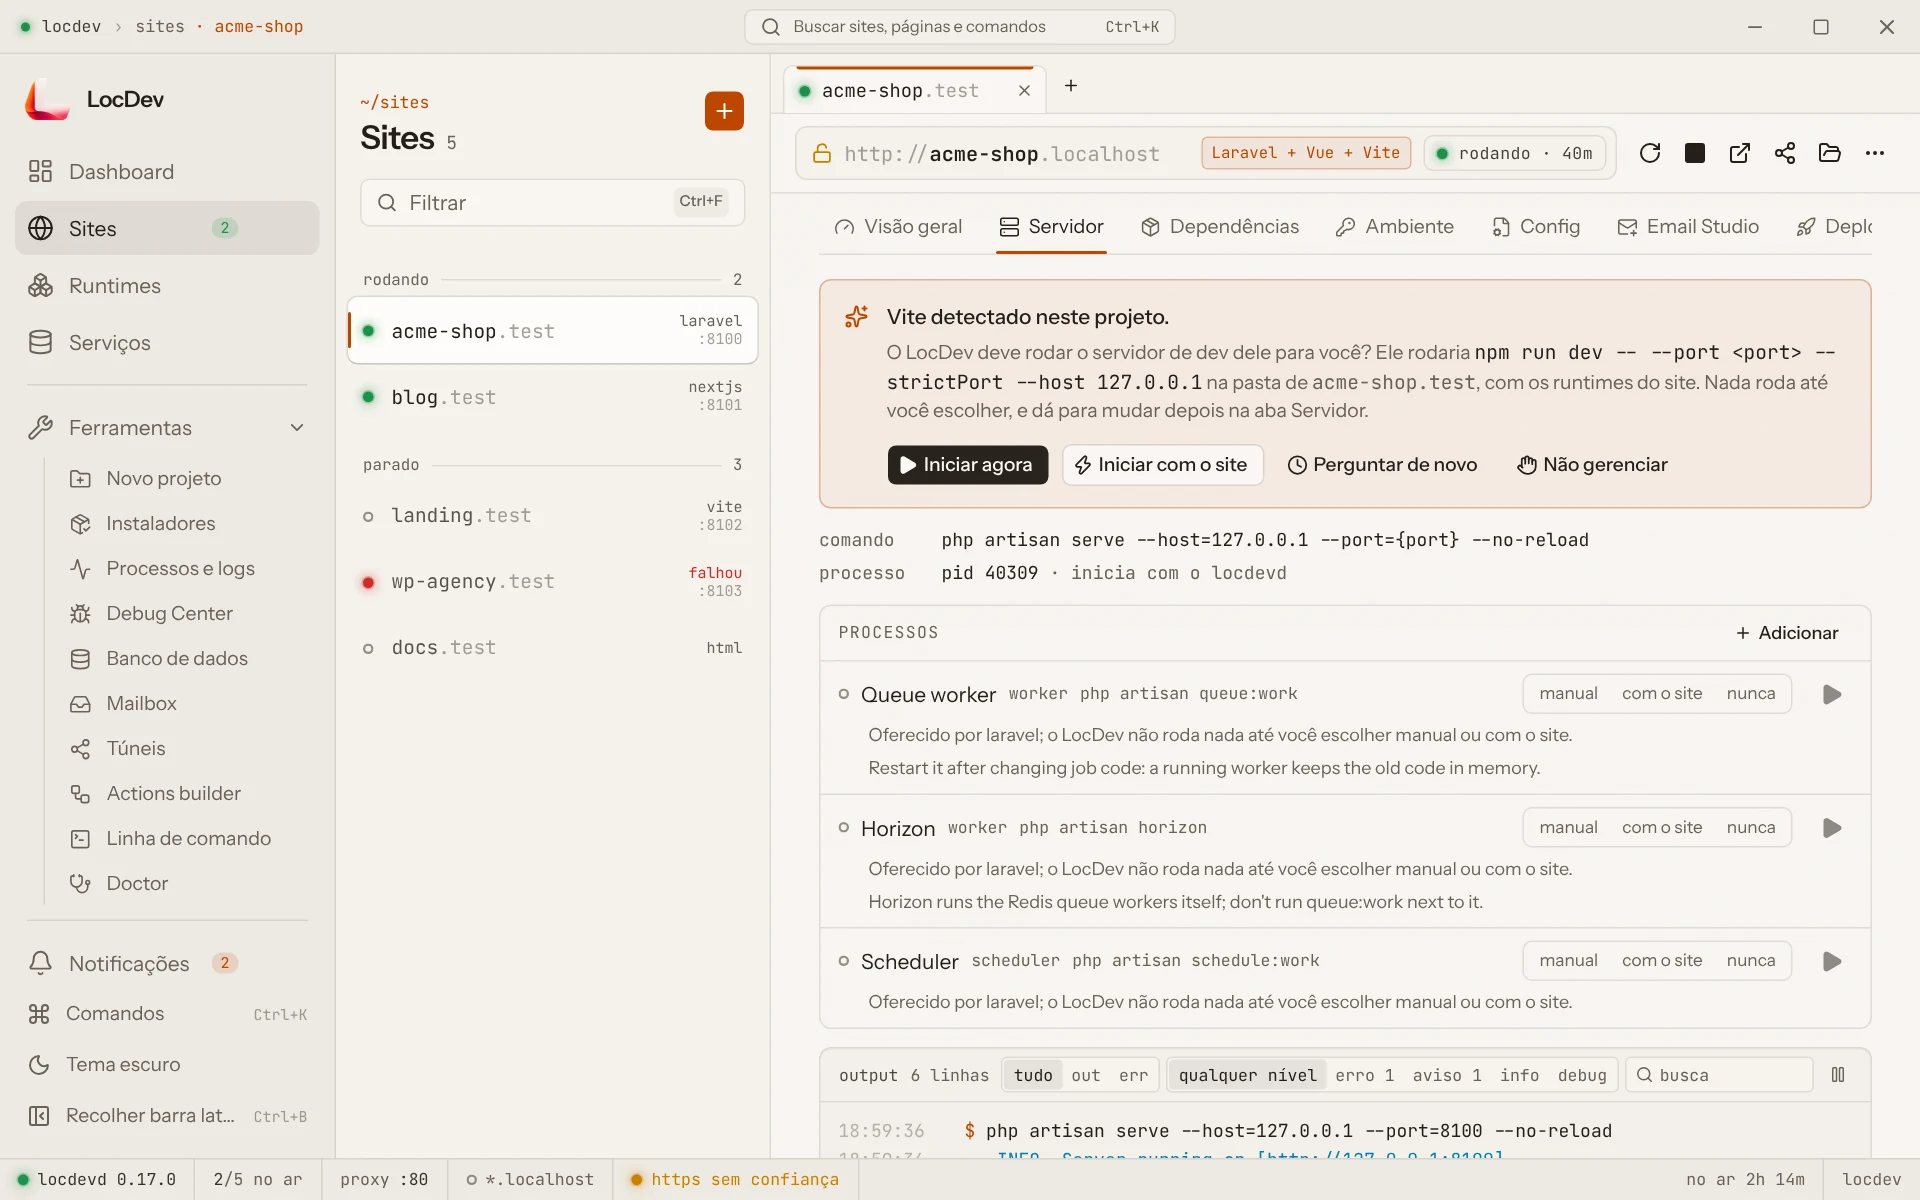 locdev › sites · acme-shop
Buscar sites, páginas e comandos Ctrl+K
LocDev
Dashboard
Sites 2
Runtimes
Serviços
Ferramentas
Novo projeto
Instaladores
Processos e logs
Debug Center
Banco de dados
Mailbox
Túneis
Actions builder
Linha de comando
Doctor
Notificações 2
Comandos Ctrl+K
Tema escuro
Recolher barra lat... Ctrl+B
~/sites
Sites 5
Filtrar Ctrl+F
rodando 2
acme-shop.test laravel :8100
blog.test nextjs :8101
parado 3
landing.test vite :8102
wp-agency.test falhou :8103
docs.test html
acme-shop.test
http://acme-shop.localhost Laravel + Vue + Vite rodando · 40m
Visão geral Servidor Dependências Ambiente Config Email Studio Deplo
Vite detectado neste projeto.
O LocDev deve rodar o servidor de dev dele para você? Ele rodaria npm run dev -- --port <port> --
strictPort --host 127.0.0.1 na pasta de acme-shop.test, com os runtimes do site. Nada roda até
você escolher, e dá para mudar depois na aba Servidor.
Iniciar agora Iniciar com o site Perguntar de novo Não gerenciar
comando php artisan serve --host=127.0.0.1 --port={port} --no-reload
processo pid 40309 · inicia com o locdevd
PROCESSOS + Adicionar
Queue worker worker php artisan queue:work manual com o site nunca
Oferecido por laravel; o LocDev não roda nada até você escolher manual ou com o site.
Restart it after changing job code: a running worker keeps the old code in memory.
Horizon worker php artisan horizon manual com o site nunca
Oferecido por laravel; o LocDev não roda nada até você escolher manual ou com o site.
Horizon runs the Redis queue workers itself; don't run queue:work next to it.
Scheduler scheduler php artisan schedule:work manual com o site nunca
Oferecido por laravel; o LocDev não roda nada até você escolher manual ou com o site.
output 6 linhas tudo out err qualquer nível erro 1 aviso 1 info debug busca
18:59:36 $ php artisan serve --host=127.0.0.1 --port=8100 --no-reload
INFO Server running on [http://127.0.0.1:8100]
locdevd 0.17.0 2/5 no ar proxy :80 *.localhost https sem confiança no ar 2h 14m locdev